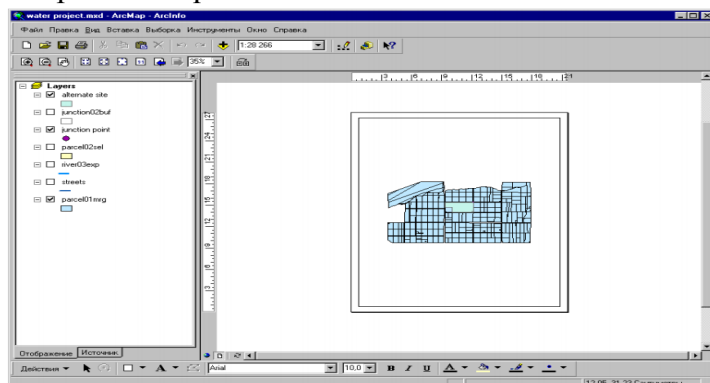 water project.mxd - ArcMap - ArcInfo
Файл Правка Вид Вставка Выборка Инструменты Окно Справка
1:28 266
35%
Layers
alternate site
junction02buf
junction point
parcel02sel
river03exp
streets
parcel01mrg
Отображение Источник
Действия Arial 10,0 B I U A